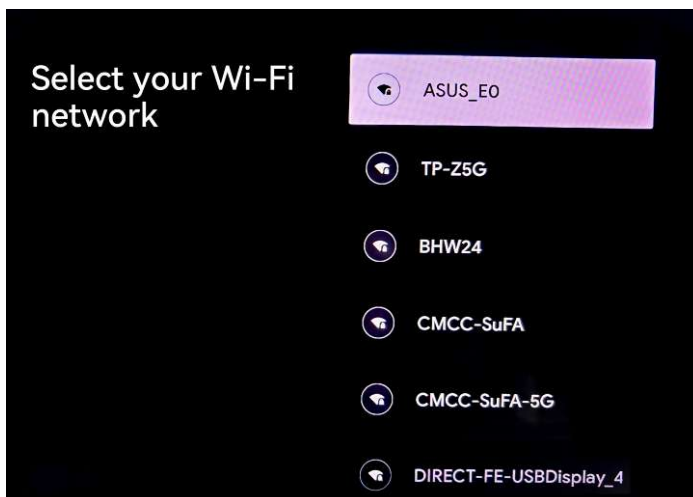 Select your Wi-Fi
network
ASUS_E0
TP-Z5G
BHW24
CMCC-SuFA
CMCC-SuFA-5G
DIRECT-FE-USBDisplay_4